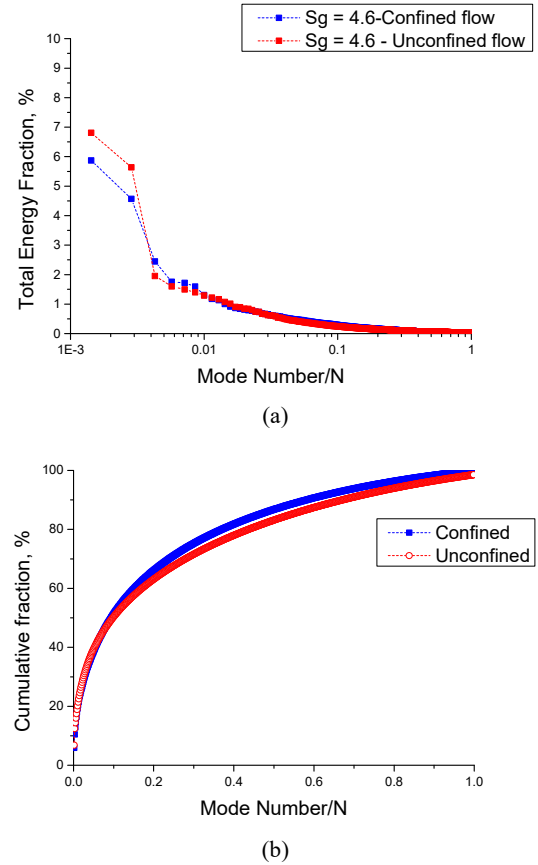 Sg = 4.6-Confined flow
Sg = 4.6 - Unconfined flow
10
9
8
7
6
5
4
3
2
1
0
Total Energy Fraction, %
1E-3
0.01
0.1
1
Mode Number/N
(a)
100
80
60
40
20
0
Cumulative fraction, %
Confined
Unconfined
0.0
0.2
0.4
0.6
0.8
1.0
Mode Number/N
(b)